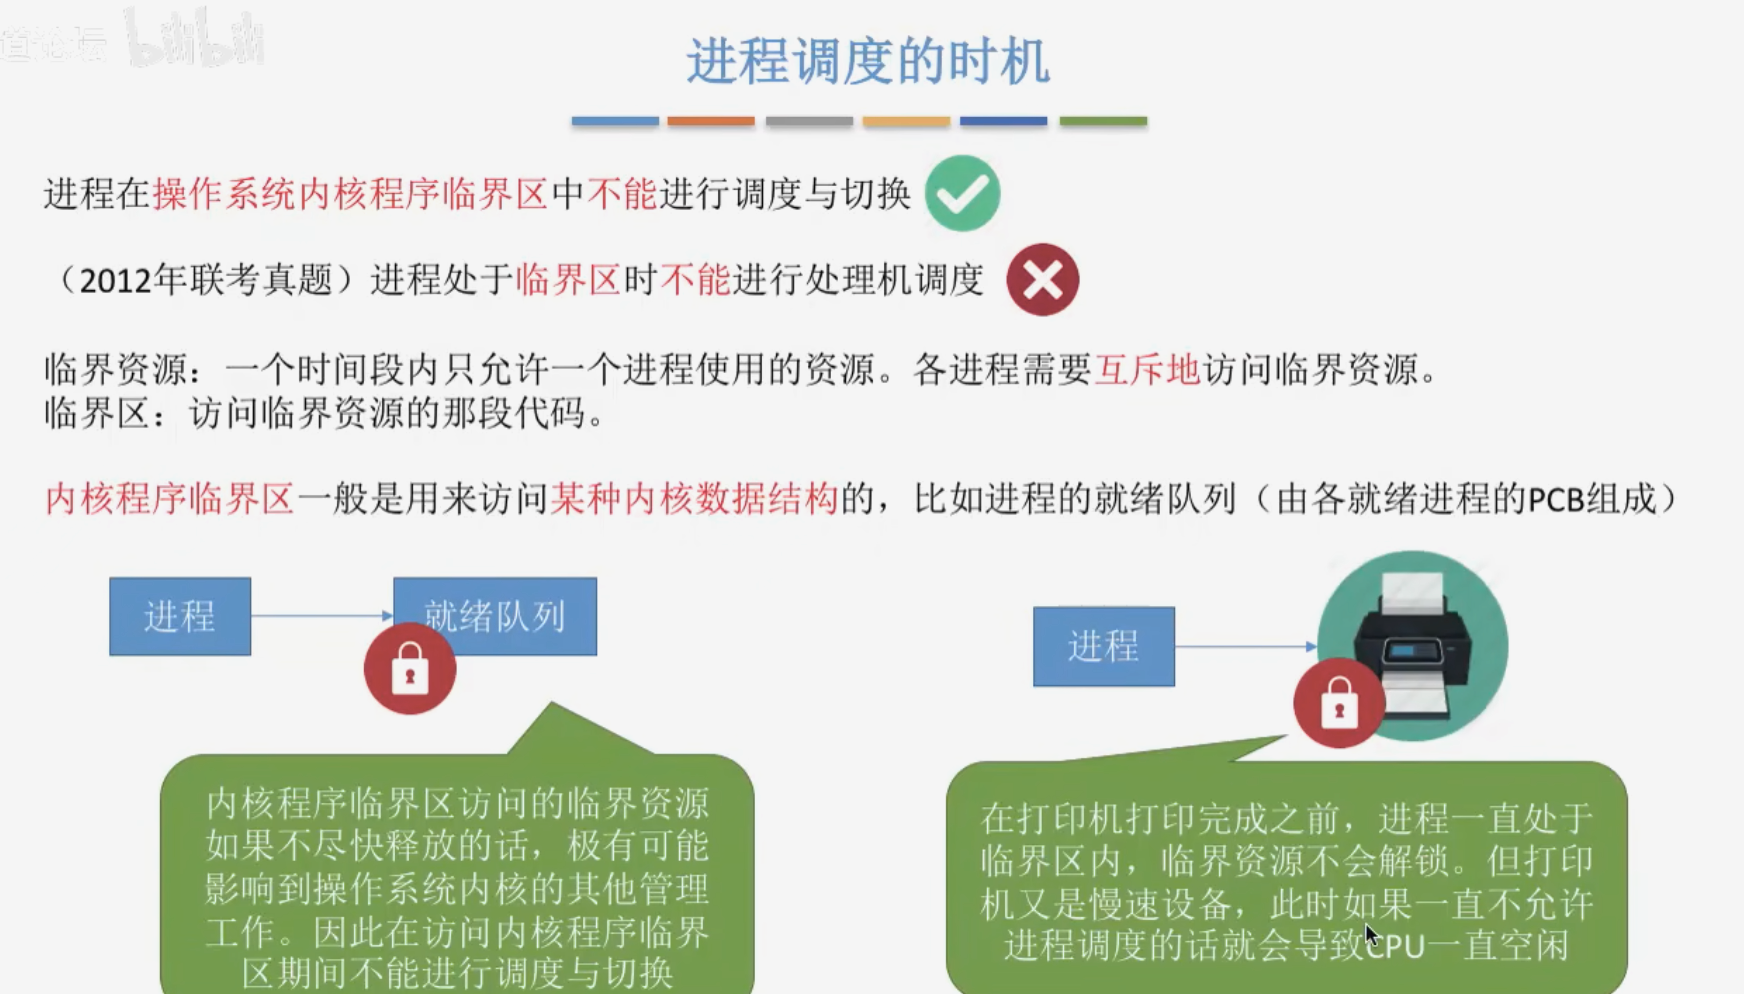 道论坛 bilibili
进程调度的时机
进程在操作系统内核程序临界区中不能进行调度与切换
（2012年联考真题）进程处于临界区时不能进行处理机调度
临界资源：一个时间段内只允许一个进程使用的资源。各进程需要互斥地访问临界资源。
临界区：访问临界资源的那段代码。
内核程序临界区一般是用来访问某种内核数据结构的，比如进程的就绪队列（由各就绪进程的PCB组成）
进程
就绪队列
进程
内核程序临界区访问的临界资源
如果不尽快释放的话，极有可能
影响到操作系统内核的其他管理
工作。因此在访问内核程序临界
区期间不能进行调度与切换
在打印机打印完成之前，进程一直处于
临界区内，临界资源不会解锁。但打印
机又是慢速设备，此时如果一直不允许
进程调度的话就会导致CPU一直空闲